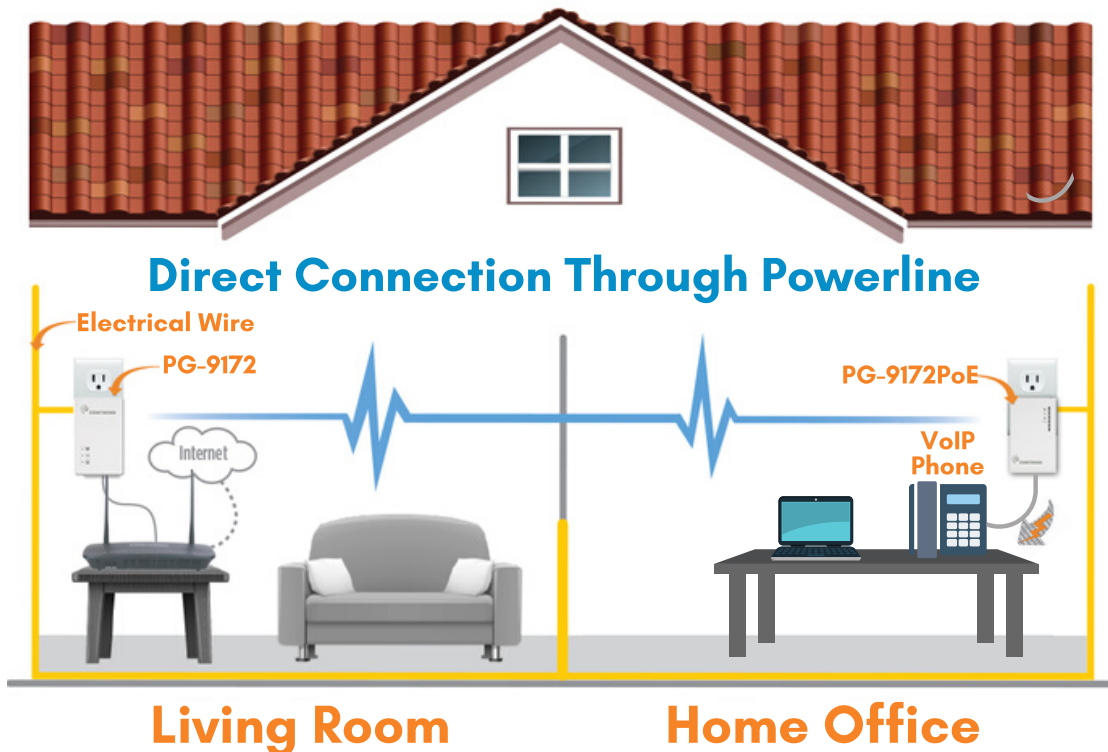 Direct Connection Through Powerline
Electrical Wire
PG-9172
PG-9172PoE
Internet
VoIP
Phone
Living Room
Home Office